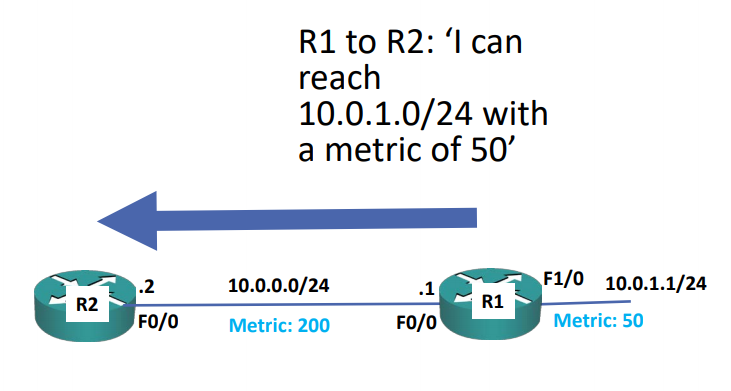 R1 to R2: ‘I can
reach
10.0.1.0/24 with
a metric of 50’
.2
10.0.0.0/24
.1
F1/0
10.0.1.1/24
R2
R1
F0/0
Metric: 200
F0/0
Metric: 50